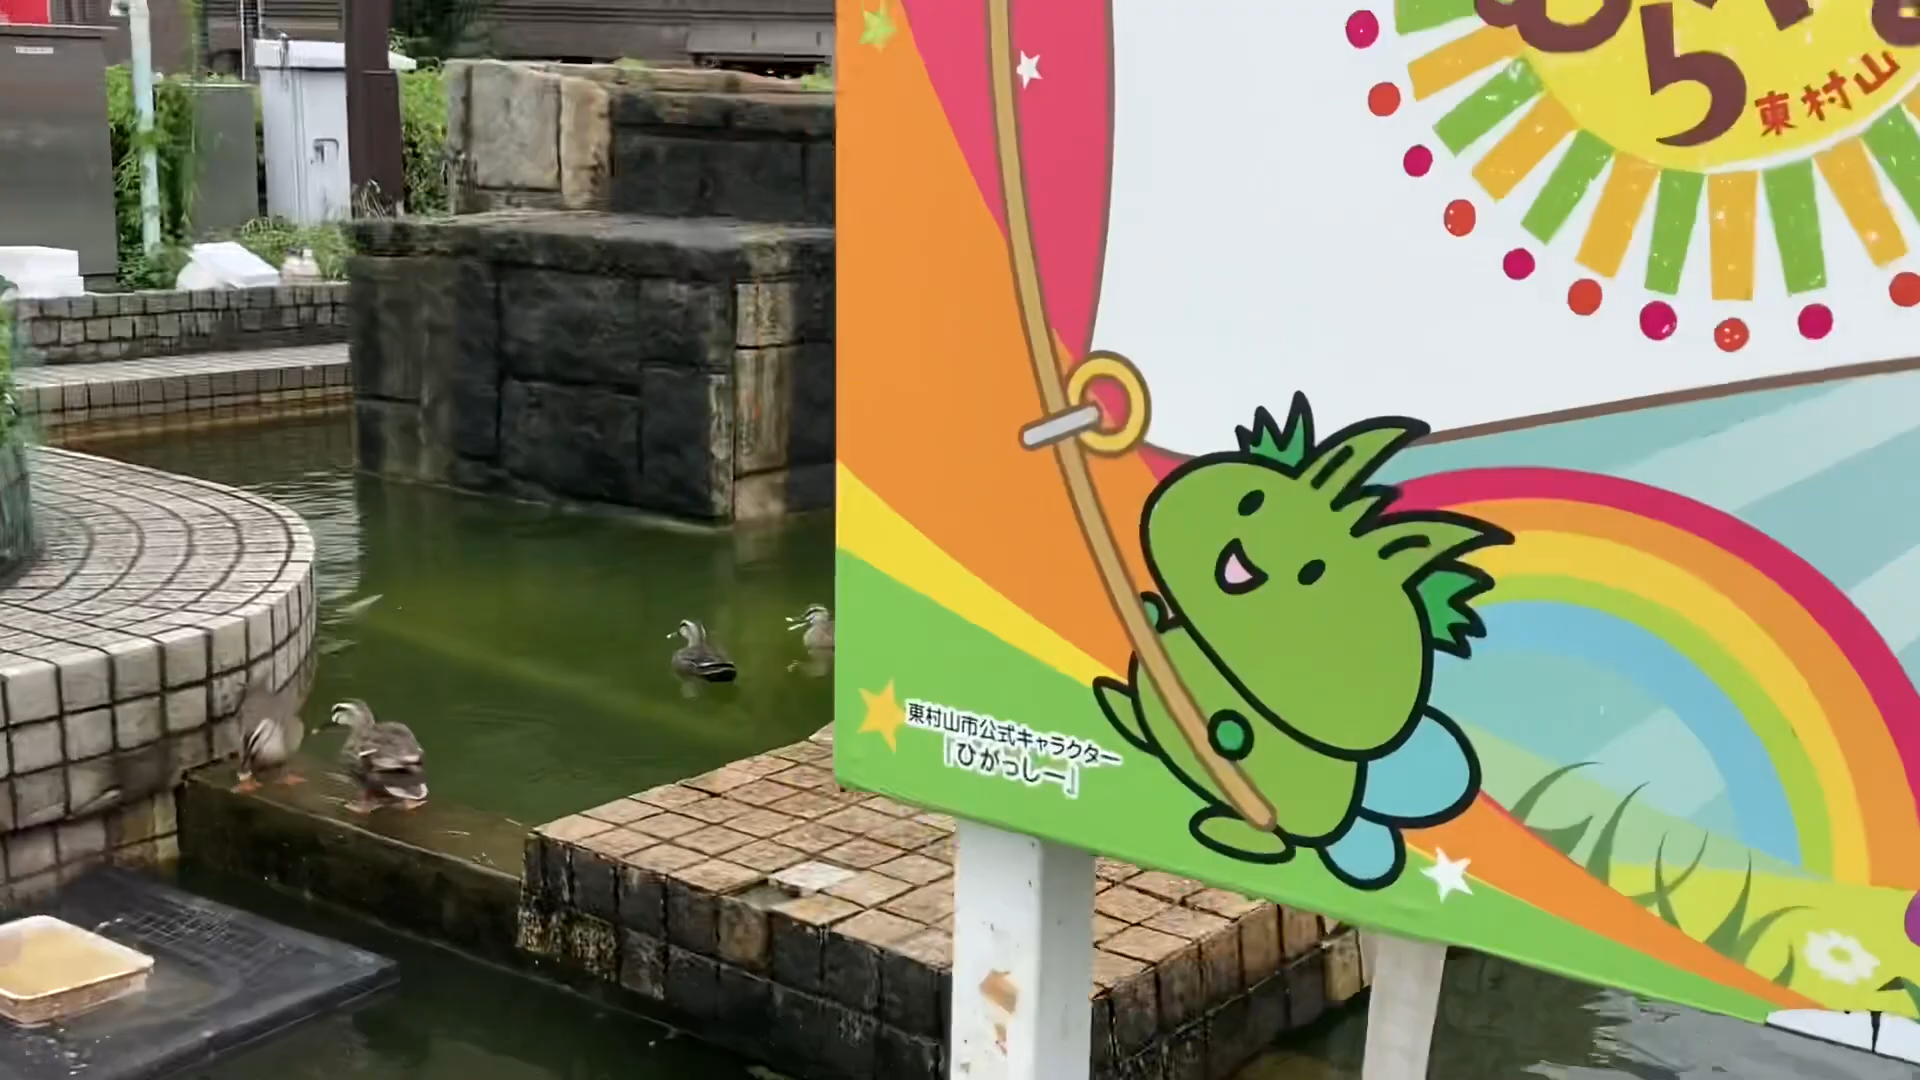 ら
東村山
東村山市公式キャラクター
「ひがっしー」